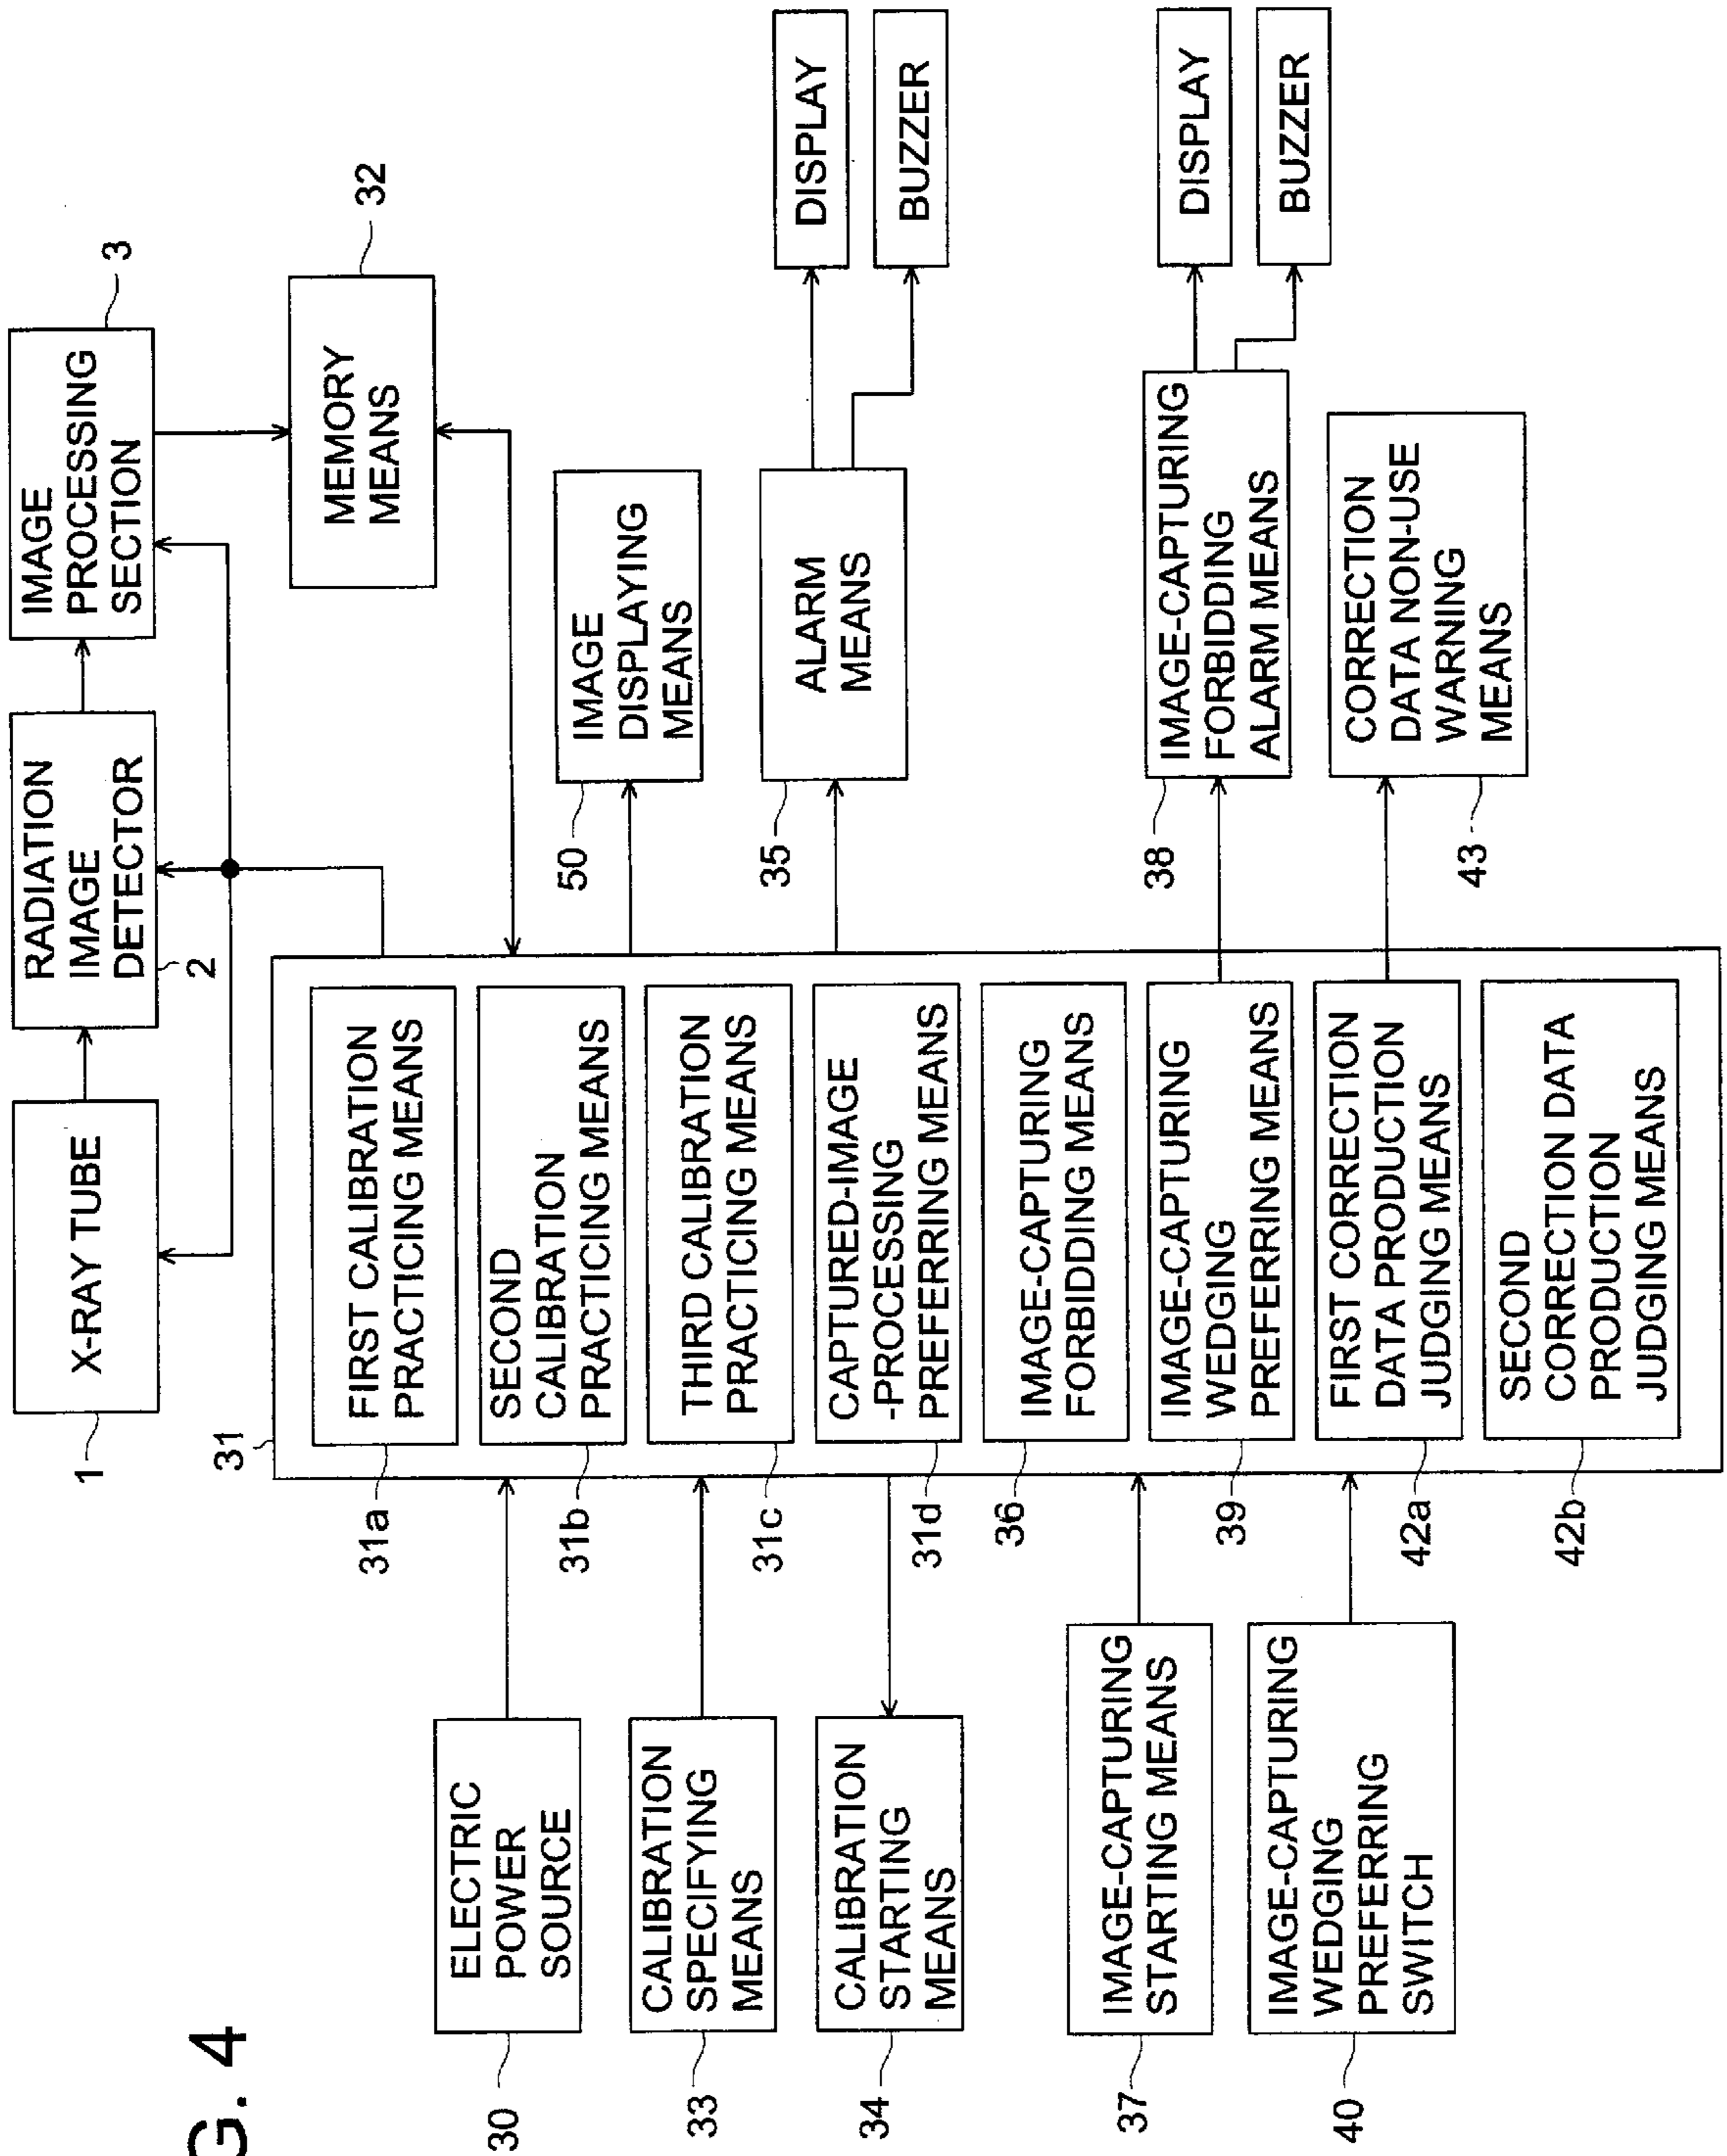 G. 4
X-RAY TUBE
1
RADIATION
IMAGE
DETECTOR
2
IMAGE
PROCESSING
SECTION
3
MEMORY
MEANS
32
31
FIRST CALIBRATION
PRACTICING MEANS
31a
SECOND
CALIBRATION
PRACTICING MEANS
31b
THIRD CALIBRATION
PRACTICING MEANS
31c
CAPTURED-IMAGE
-PROCESSING
PREFERRING MEANS
31d
IMAGE-CAPTURING
FORBIDDING MEANS
36
IMAGE-CAPTURING
WEDGING
PREFERRING MEANS
39
FIRST CORRECTION
DATA PRODUCTION
JUDGING MEANS
42a
SECOND
CORRECTION DATA
PRODUCTION
JUDGING MEANS
42b
ELECTRIC
POWER
SOURCE
30
CALIBRATION
SPECIFYING
MEANS
33
CALIBRATION
STARTING
MEANS
34
IMAGE-CAPTURING
STARTING MEANS
37
IMAGE-CAPTURING
WEDGING
PREFERRING
SWITCH
40
IMAGE
DISPLAYING
MEANS
50
ALARM
MEANS
35
DISPLAY
BUZZER
IMAGE-CAPTURING
FORBIDDING
ALARM MEANS
38
DISPLAY
BUZZER
CORRECTION
DATA NON-USE
WARNING
MEANS
43